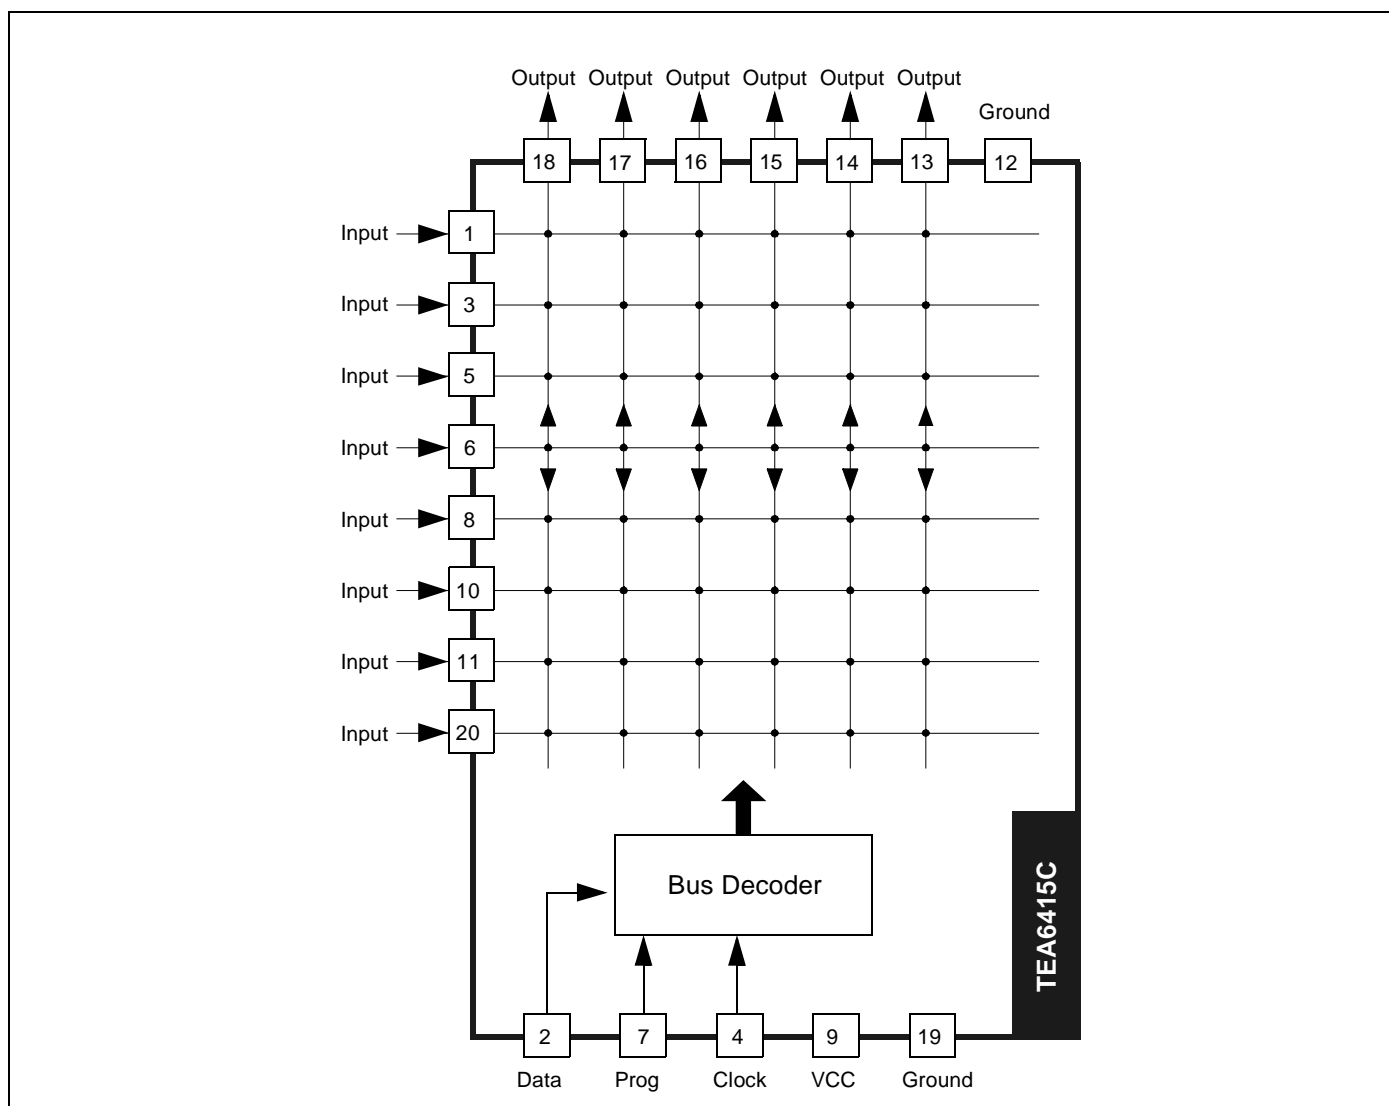 Output Output Output Output Output Output
Ground
18 17 16 15 14 13 12
Input 1
Input 3
Input 5
Input 6
Input 8
Input 10
Input 11
Input 20
Bus Decoder
TEA6415C
2 7 4 9 19
Data Prog Clock VCC Ground